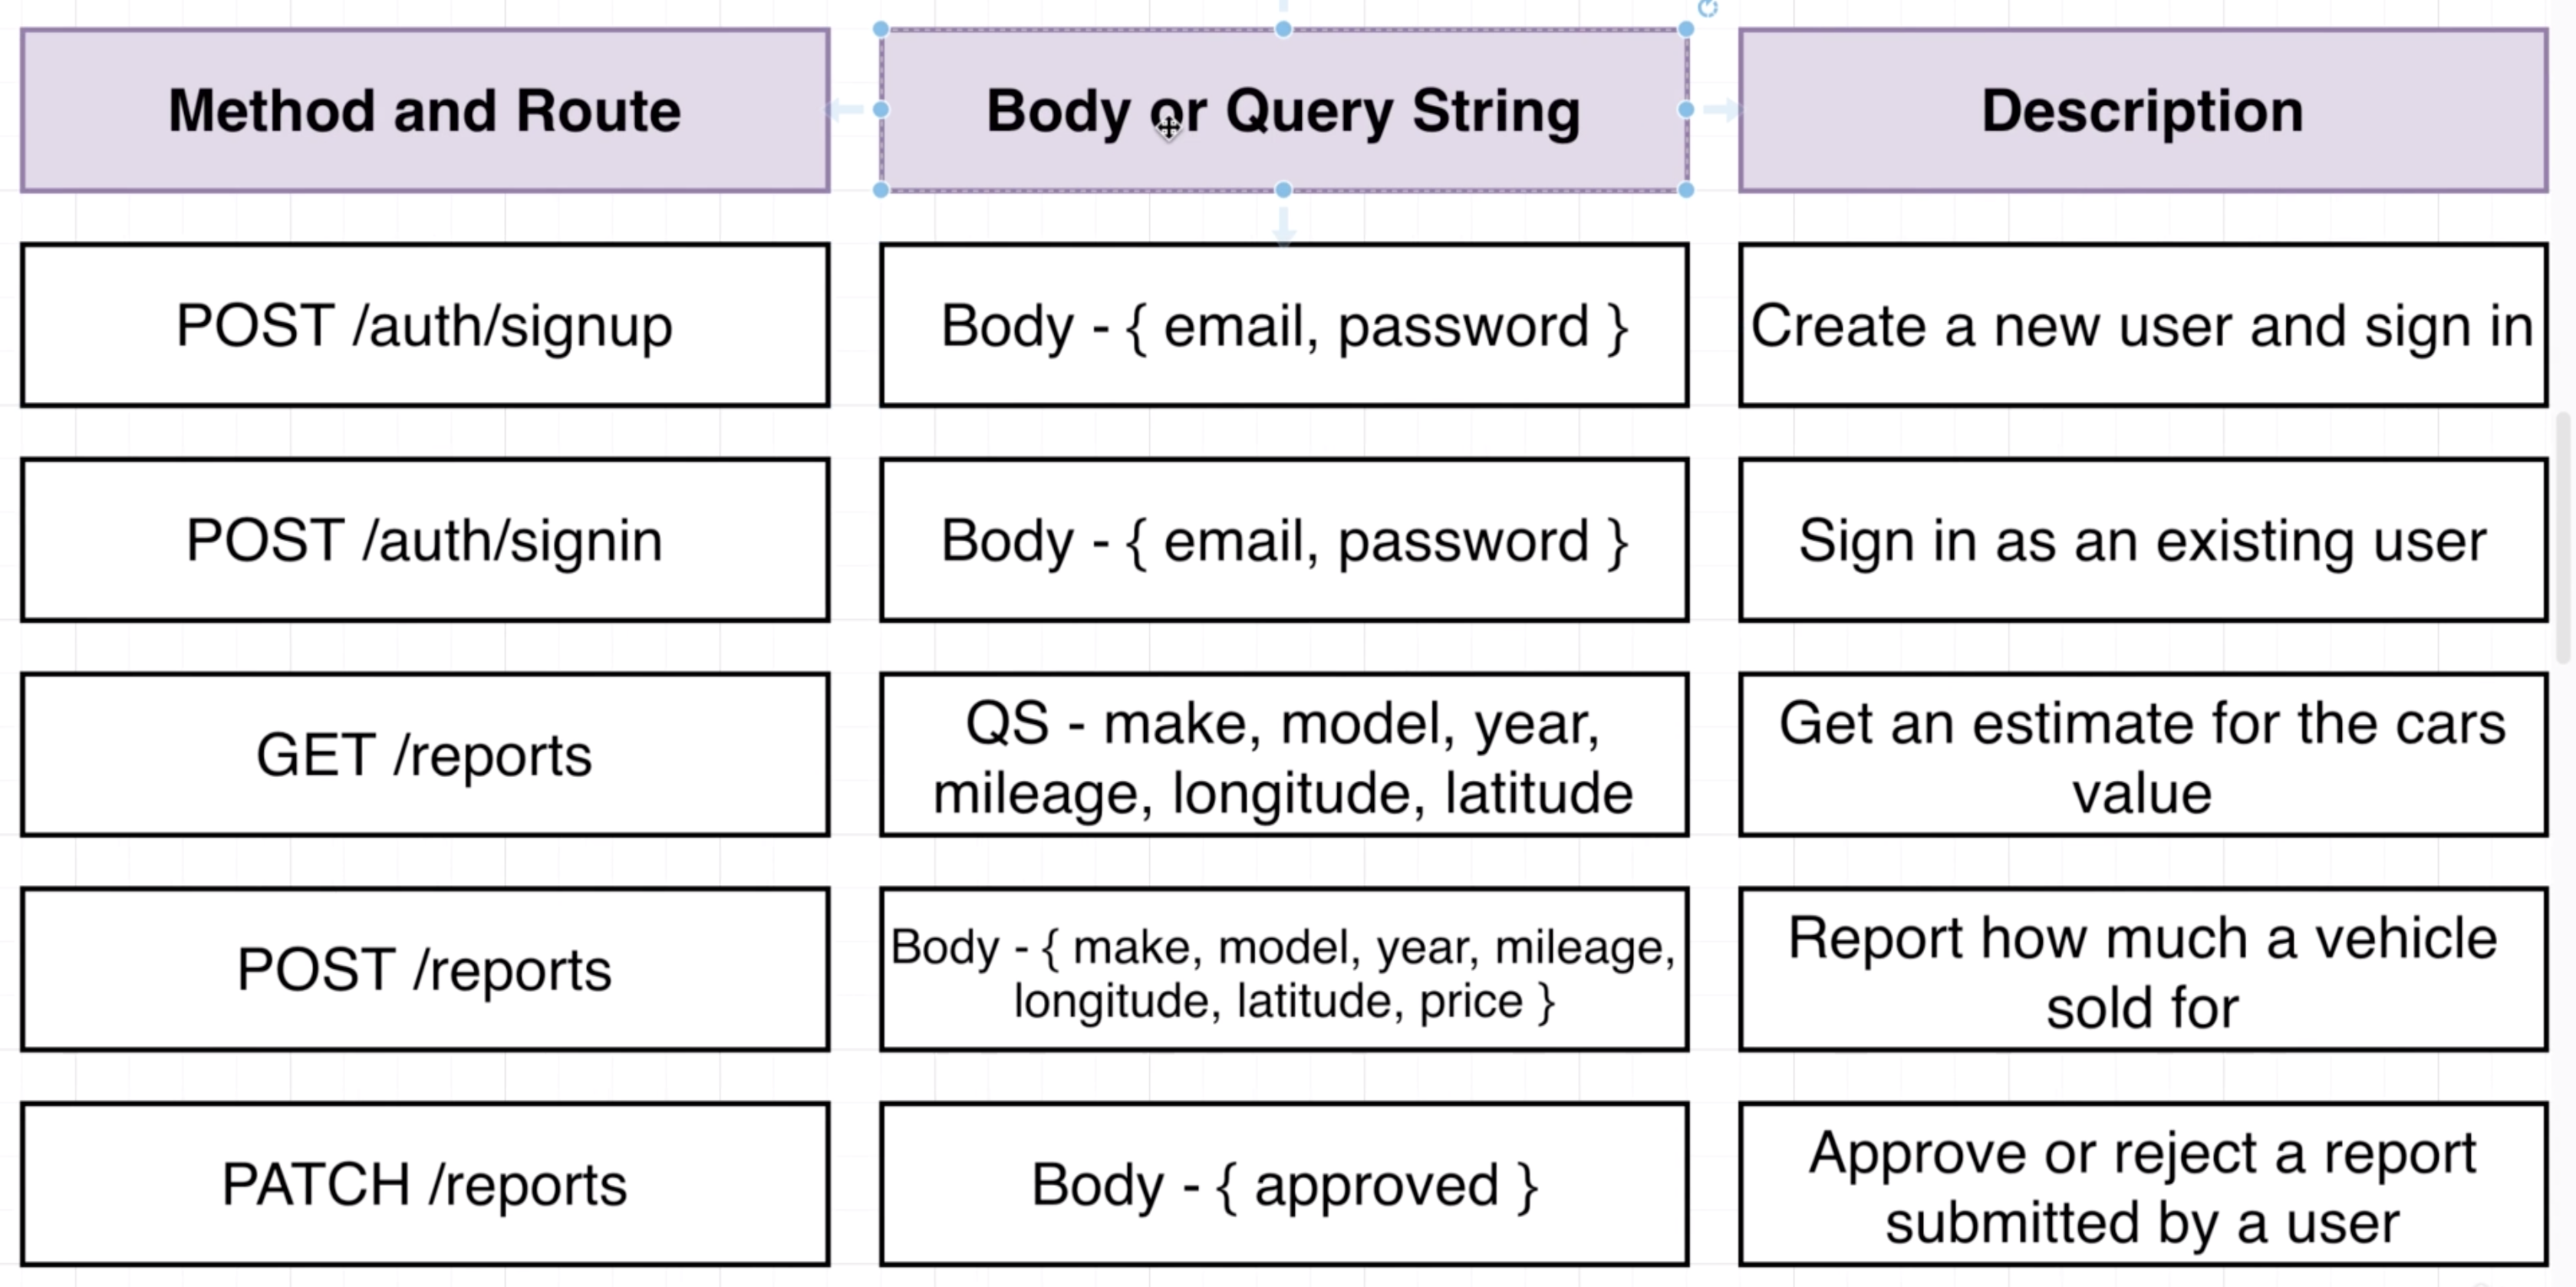 Method and Route
Body or Query String
Description
POST /auth/signup
Body - { email, password }
Create a new user and sign in
POST /auth/signin
Body - { email, password }
Sign in as an existing user
GET /reports
QS - make, model, year,
mileage, longitude, latitude
Get an estimate for the cars
value
POST /reports
Body - { make, model, year, mileage,
longitude, latitude, price }
Report how much a vehicle
sold for
PATCH /reports
Body - { approved }
Approve or reject a report
submitted by a user